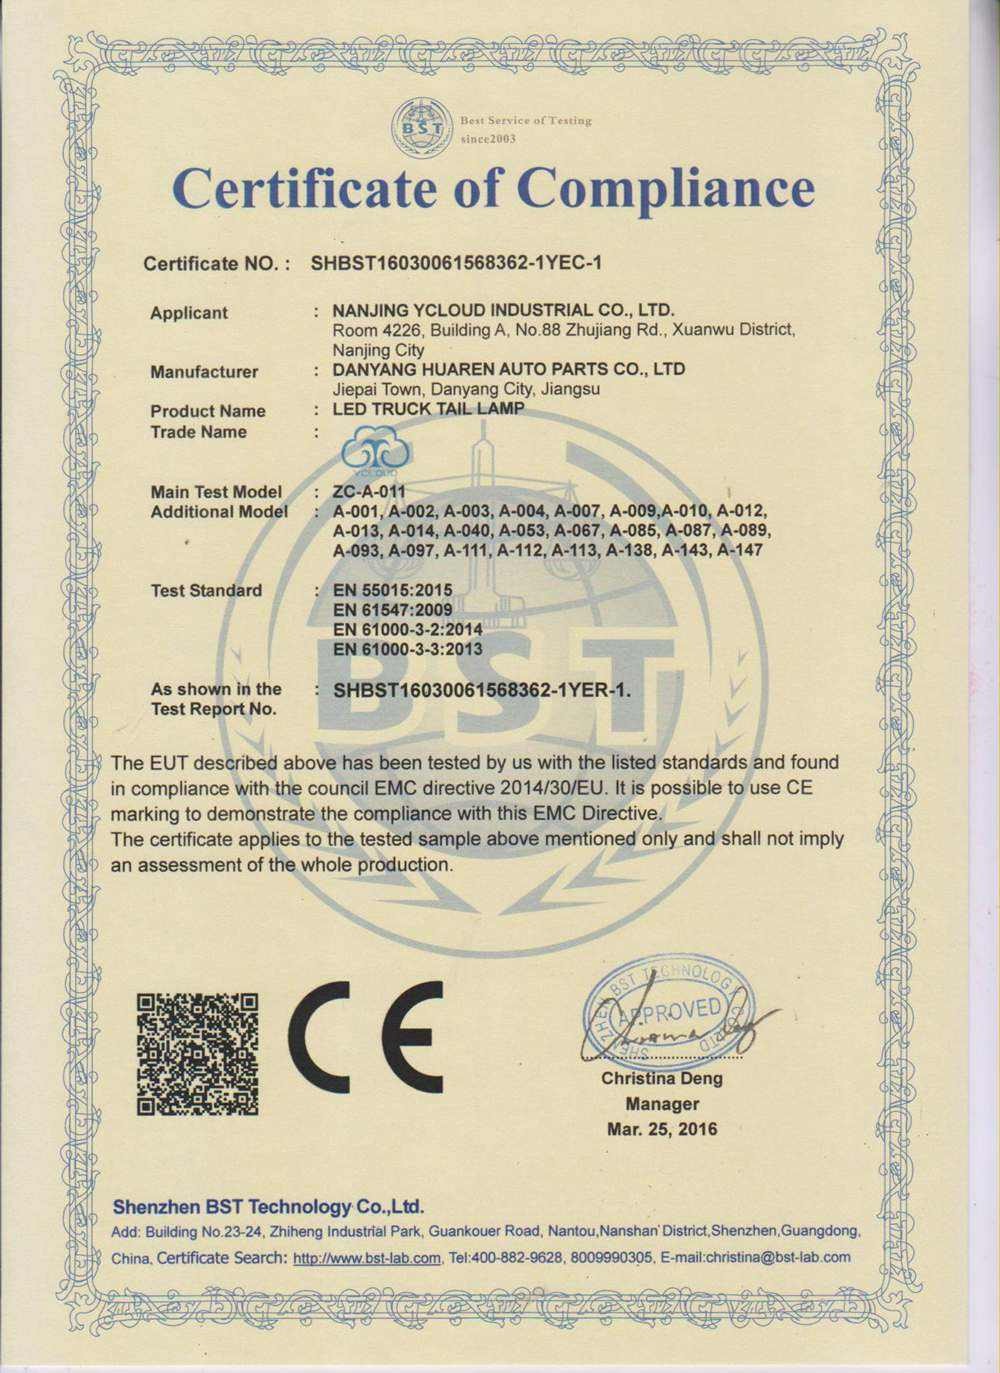 BST
Best Service of Testing
since2003
Certificate of Compliance
Certificate NO. : SHBST16030061568362-1YEC-1
Applicant : NANJING YCLOUD INDUSTRIAL CO., LTD.
Room 4226, Building A, No.88 Zhujiang Rd., Xuanwu District,
Nanjing City
Manufacturer : DANYANG HUAREN AUTO PARTS CO., LTD
Jiepai Town, Danyang City, Jiangsu
Product Name : LED TRUCK TAIL LAMP
Trade Name :
YCLOUD
Main Test Model : ZC-A-011
Additional Model : A-001, A-002, A-003, A-004, A-007, A-009,A-010, A-012,
A-013, A-014, A-040, A-053, A-067, A-085, A-087, A-089,
A-093, A-097, A-111, A-112, A-113, A-138, A-143, A-147
Test Standard : EN 55015:2015
EN 61547:2009
EN 61000-3-2:2014
EN 61000-3-3:2013
As shown in the : SHBST16030061568362-1YER-1.
Test Report No.
BST
The EUT described above has been tested by us with the listed standards and found
in compliance with the council EMC directive 2014/30/EU. It is possible to use CE
marking to demonstrate the compliance with this EMC Directive.
The certificate applies to the tested sample above mentioned only and shall not imply
an assessment of the whole production.
CE
SHENZHEN BST TECHNOLOGY CO., LTD
APPROVED
Christina Deng
Manager
Mar. 25, 2016
Shenzhen BST Technology Co.,Ltd.
Add: Building No.23-24, Zhiheng Industrial Park, Guankouer Road, Nantou,Nanshan District,Shenzhen,Guangdong,
China, Certificate Search: http://www.bst-lab.com, Tel:400-882-9628, 8009990305, E-mail:christina@bst-lab.com